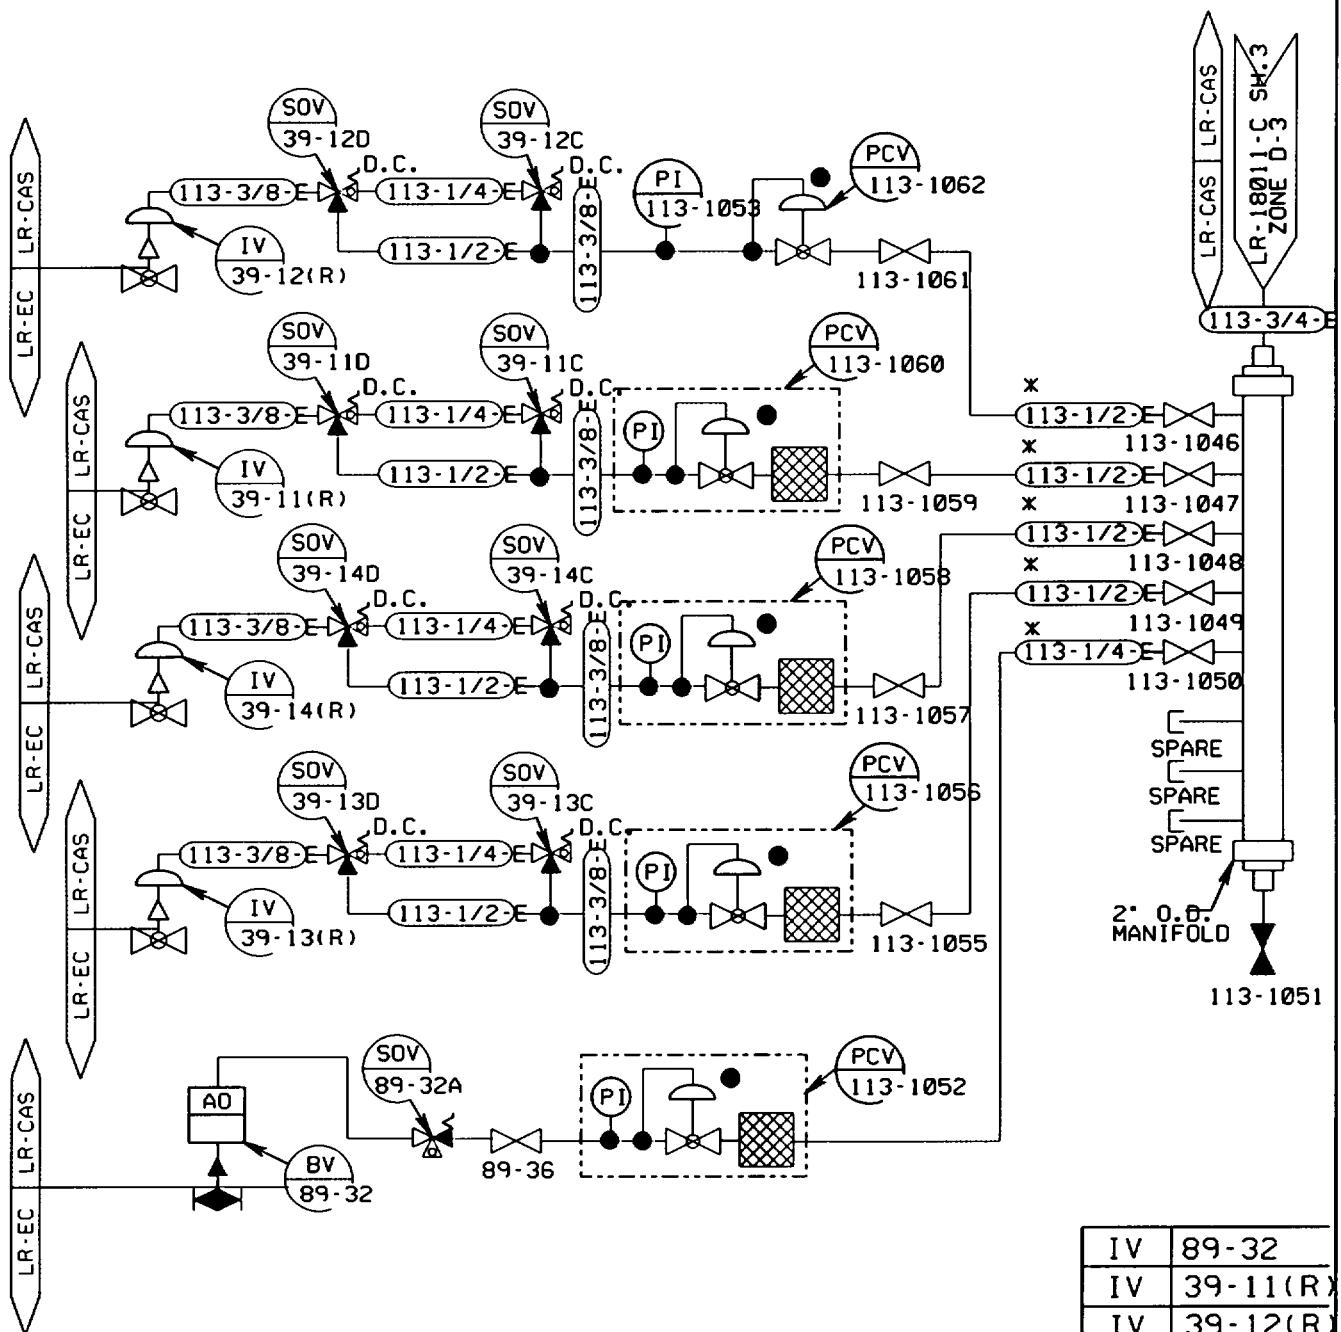 LR-EC LR-CAS
SOV
39-12D
D.C.
SOV
39-12C
D.C.
PI
113-1053
PCV
113-1062
113-3/8-E
113-1/4-E
113-3/8-E
IV
39-12(R)
113-1/2-E
113-1061
LR-CAS LR-CAS
LR-18011-C SH.3
ZONE D-3
113-3/4-E
LR-EC LR-CAS
SOV
39-11D
D.C.
SOV
39-11C
D.C.
PCV
113-1060
113-3/8-E
113-1/4-E
113-3/8-E
PI
IV
39-11(R)
113-1/2-E
113-1059
*
113-1/2-E
113-1046
*
113-1/2-E
113-1047
*
113-1/2-E
113-1048
*
113-1/2-E
113-1049
*
113-1/4-E
113-1050
LR-EC LR-CAS
SOV
39-14D
D.C.
SOV
39-14C
D.C.
PCV
113-1058
113-3/8-E
113-1/4-E
113-3/8-E
PI
IV
39-14(R)
113-1/2-E
113-1057
SPARE
SPARE
SPARE
LR-EC LR-CAS
SOV
39-13D
D.C.
SOV
39-13C
D.C.
PCV
113-1056
113-3/8-E
113-1/4-E
113-3/8-E
PI
IV
39-13(R)
113-1/2-E
113-1055
2" O.D.
MANIFOLD
113-1051
LR-EC LR-CAS
AO
SOV
89-32A
PI
PCV
113-1052
89-36
BV
89-32
IV 89-32
IV 39-11(R)
IV 39-12(R)